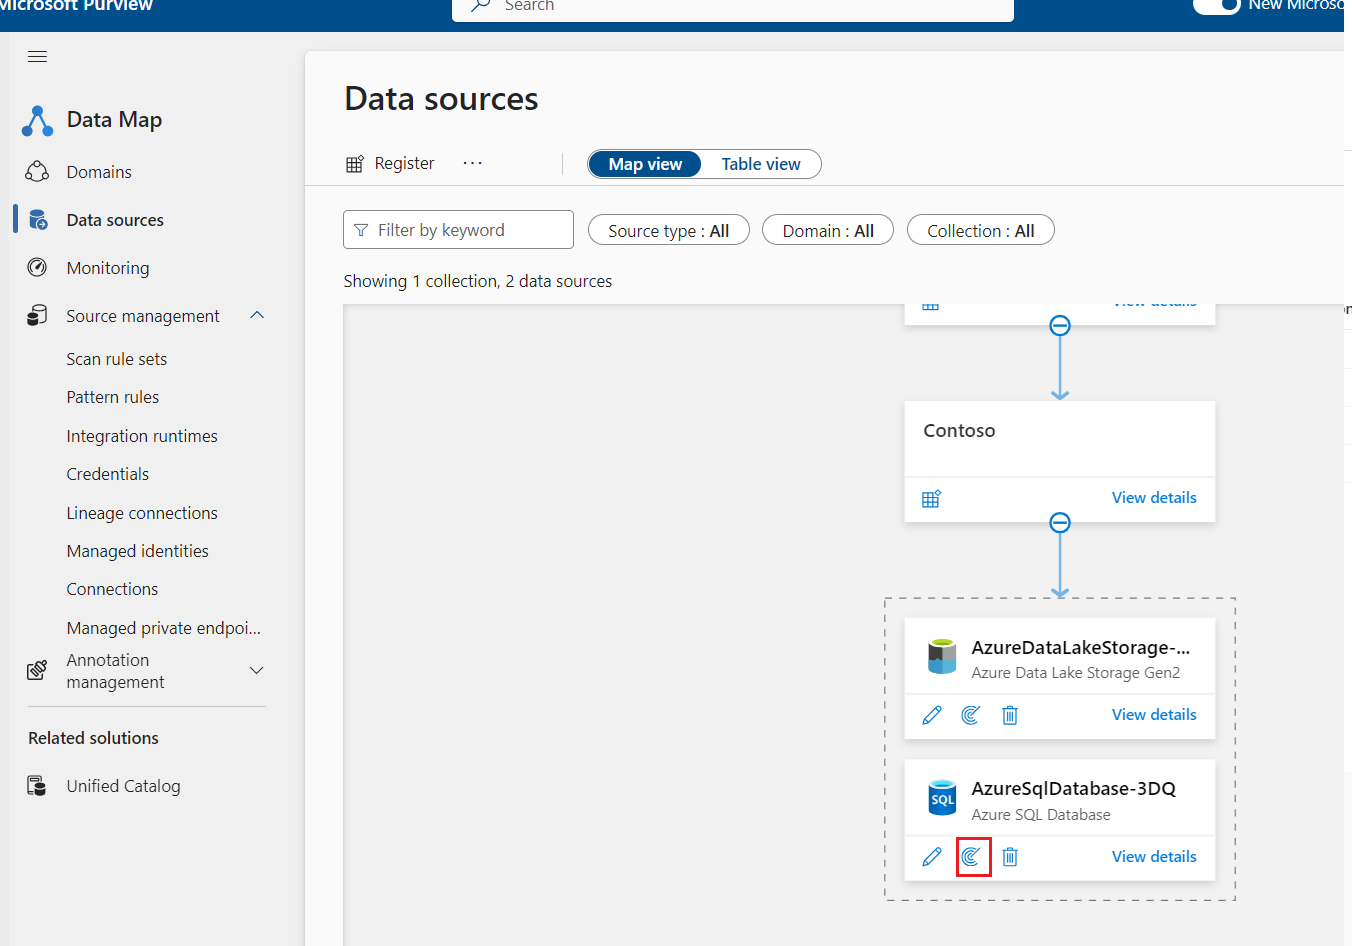 Microsoft Purview
Search
New Microso
Data Map
Domains
Data sources
Monitoring
Source management
Scan rule sets
Pattern rules
Integration runtimes
Credentials
Lineage connections
Managed identities
Connections
Managed private endpoi...
Annotation
management
Related solutions
Unified Catalog
Data sources
Register
Map view
Table view
Filter by keyword
Source type : All
Domain : All
Collection : All
Showing 1 collection, 2 data sources
View details
Contoso
View details
AzureDataLakeStorage-...
Azure Data Lake Storage Gen2
View details
SQL
AzureSqlDatabase-3DQ
Azure SQL Database
View details